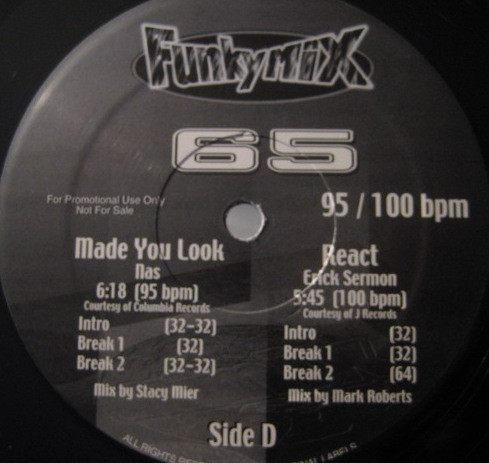 Funkymix
65
For Promotional Use Only
Not For Sale
95 / 100 bpm
Made You Look
Nas
6:18 (95 bpm)
Courtesy of Columbia Records
Intro (32-32)
Break 1 (32)
Break 2 (32-32)
Mix by Stacy Mier
React
Erick Sermon
5:45 (100 bpm)
Courtesy of J Records
Intro (32)
Break 1 (32)
Break 2 (64)
Mix by Mark Roberts
Side D
ALL RIGHTS LABELS